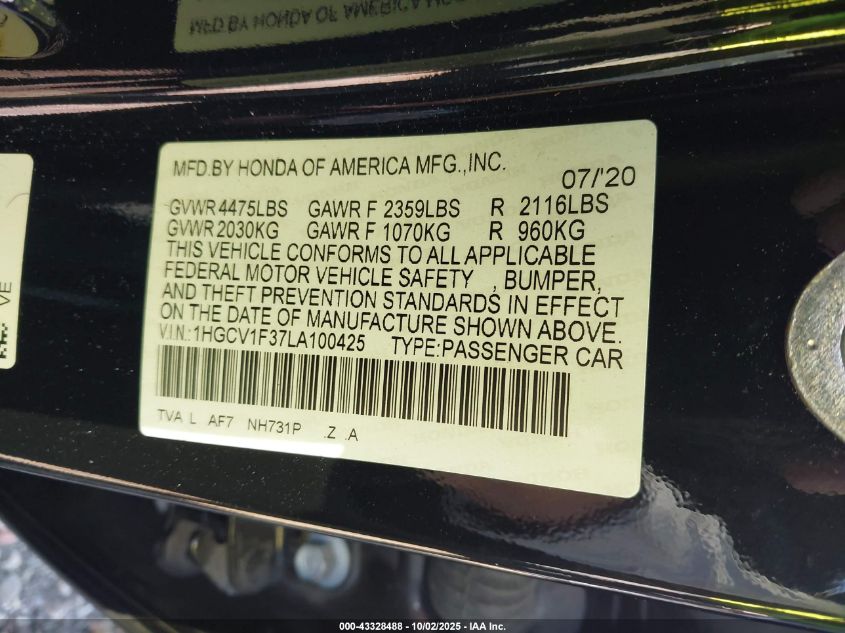 MFD.BY HONDA OF AMERICA MFG.,INC.
07/'20
GVWR 4475LBS GAWR F 2359LBS R 2116LBS
GVWR 2030KG GAWR F 1070KG R 960KG
THIS VEHICLE CONFORMS TO ALL APPLICABLE
FEDERAL MOTOR VEHICLE SAFETY , BUMPER,
AND THEFT PREVENTION STANDARDS IN EFFECT
ON THE DATE OF MANUFACTURE SHOWN ABOVE.
V.I.N.:1HGCV1F37LA100425 TYPE:PASSENGER CAR
TVA L AF7 NH731P .Z .A
VE
000-43328488 - 10/02/2025 - IAA Inc.